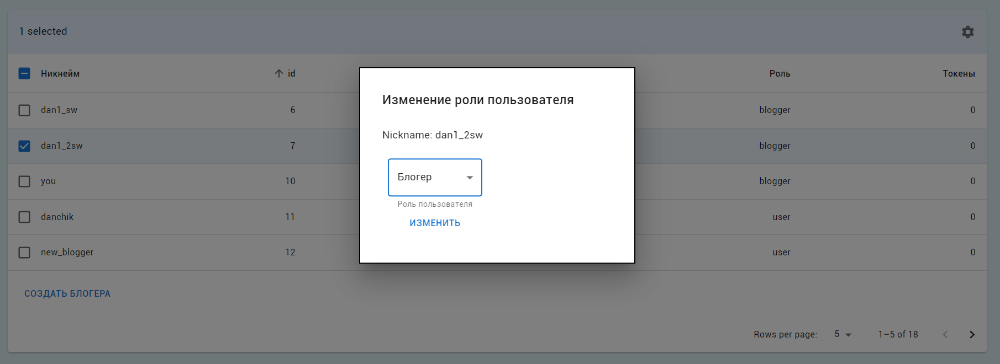 1 selected
Никнейм id Роль Токены
dan1_sw 6 blogger 0
dan1_2sw 7 blogger 0
you 10 blogger 0
danchik 11 user 0
new_blogger 12 user 0
СОЗДАТЬ БЛОГЕРА
Rows per page: 5 1–5 of 18
Изменение роли пользователя
Nickname: dan1_2sw
Блогер
Роль пользователя
ИЗМЕНИТЬ